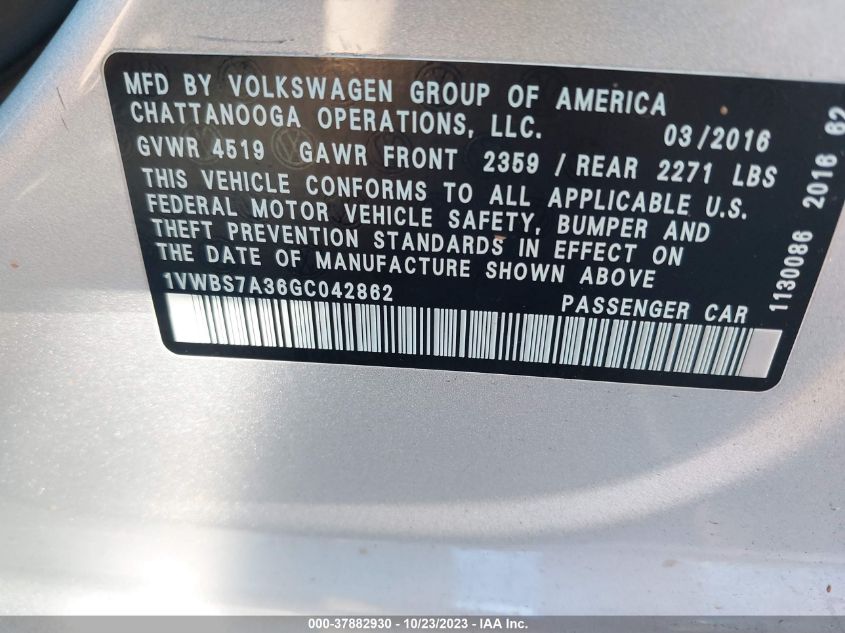 MFD BY VOLKSWAGEN GROUP OF AMERICA
CHATTANOOGA OPERATIONS, LLC. 03/2016
GVWR 4519 GAWR FRONT 2359 / REAR 2271 LBS
THIS VEHICLE CONFORMS TO ALL APPLICABLE U.S.
FEDERAL MOTOR VEHICLE SAFETY, BUMPER AND
THEFT PREVENTION STANDARDS IN EFFECT ON
THE DATE OF MANUFACTURE SHOWN ABOVE
1VWBS7A36GC042862 PASSENGER CAR
1130086 2016 62
000-37882930 - 10/23/2023 - IAA Inc.